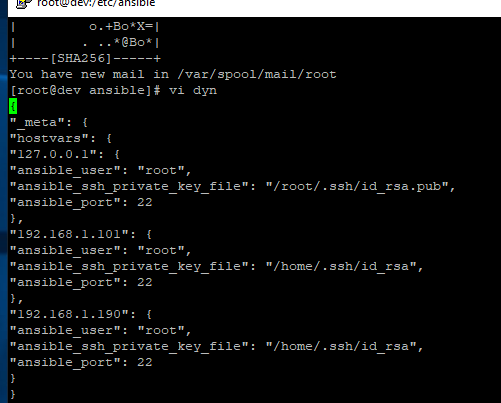 root@dev:/etc/ansible
|        o.+Bo*X=|
|       . ..*@Bo*|
+----[SHA256]-----+
You have new mail in /var/spool/mail/root
[root@dev ansible]# vi dyn
{
"_meta": {
"hostvars": {
"127.0.0.1": {
"ansible_user": "root",
"ansible_ssh_private_key_file": "/root/.ssh/id_rsa.pub",
"ansible_port": 22
},
"192.168.1.101": {
"ansible_user": "root",
"ansible_ssh_private_key_file": "/home/.ssh/id_rsa",
"ansible_port": 22
},
"192.168.1.190": {
"ansible_user": "root",
"ansible_ssh_private_key_file": "/home/.ssh/id_rsa",
"ansible_port": 22
}
}